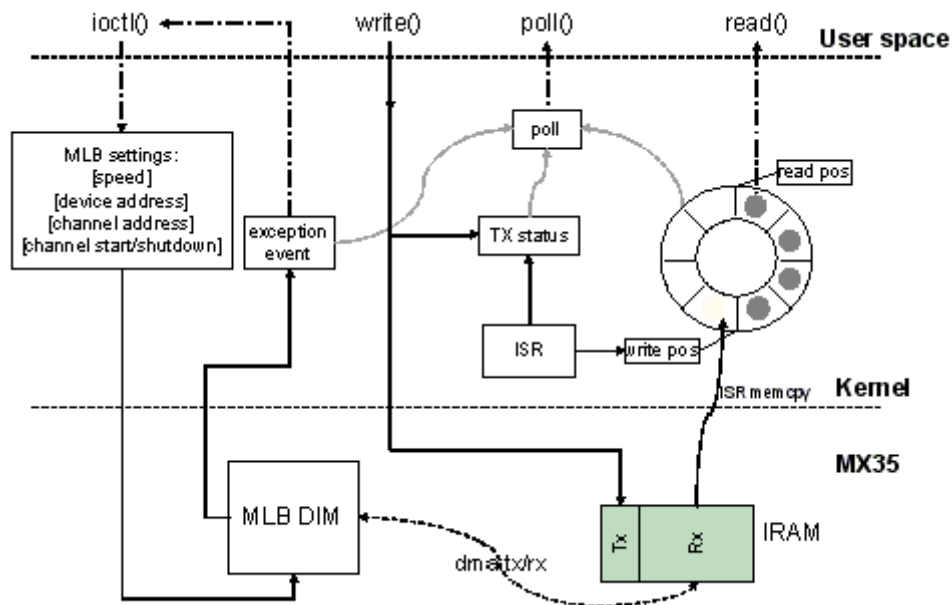 ioctl()
write()
poll()
read()
User space
poll
MLB settings:
[speed]
[device address]
[channel address]
[channel start/shutdown]
exception
event
TX status
read pos
ISR
write pos
ISR memcpy
Kernel
MX35
MLB DIM
Tx
Rx
IRAM
dma tx/rx